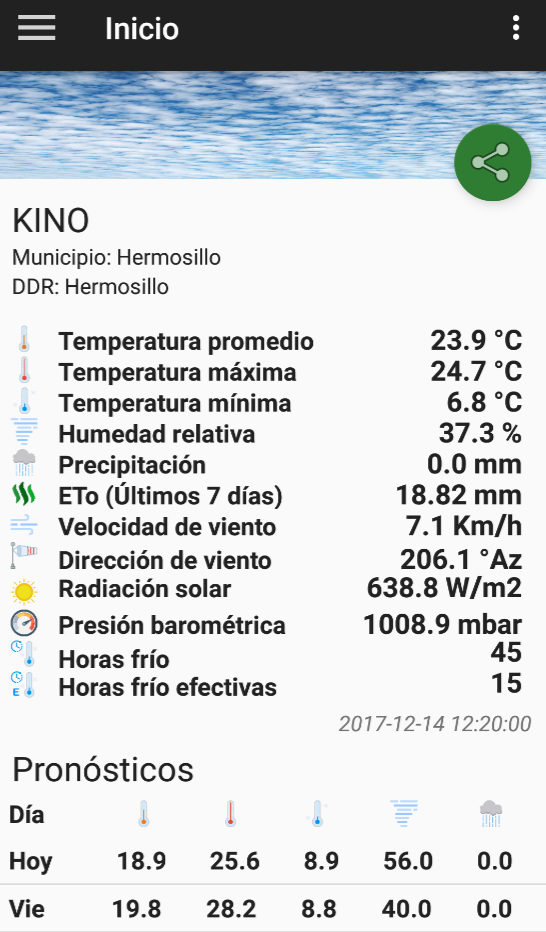 Inicio
KINO
Municipio: Hermosillo
DDR: Hermosillo
Temperatura promedio 23.9 °C
Temperatura máxima 24.7 °C
Temperatura mínima 6.8 °C
Humedad relativa 37.3 %
Precipitación 0.0 mm
ETo (Últimos 7 días) 18.82 mm
Velocidad de viento 7.1 Km/h
Dirección de viento 206.1 °Az
Radiación solar 638.8 W/m2
Presión barométrica 1008.9 mbar
Horas frío 45
E Horas frío efectivas 15
2017-12-14 12:20:00
Pronósticos
Día
Hoy 18.9 25.6 8.9 56.0 0.0
Vie 19.8 28.2 8.8 40.0 0.0